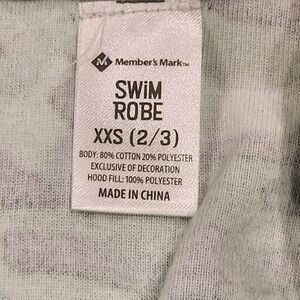 Member's Mark™
SWiM
ROBE
XXS (2/3)
BODY: 80% COTTON 20% POLYESTER
EXCLUSIVE OF DECORATION
HOOD FILL: 100% POLYESTER
MADE IN CHINA